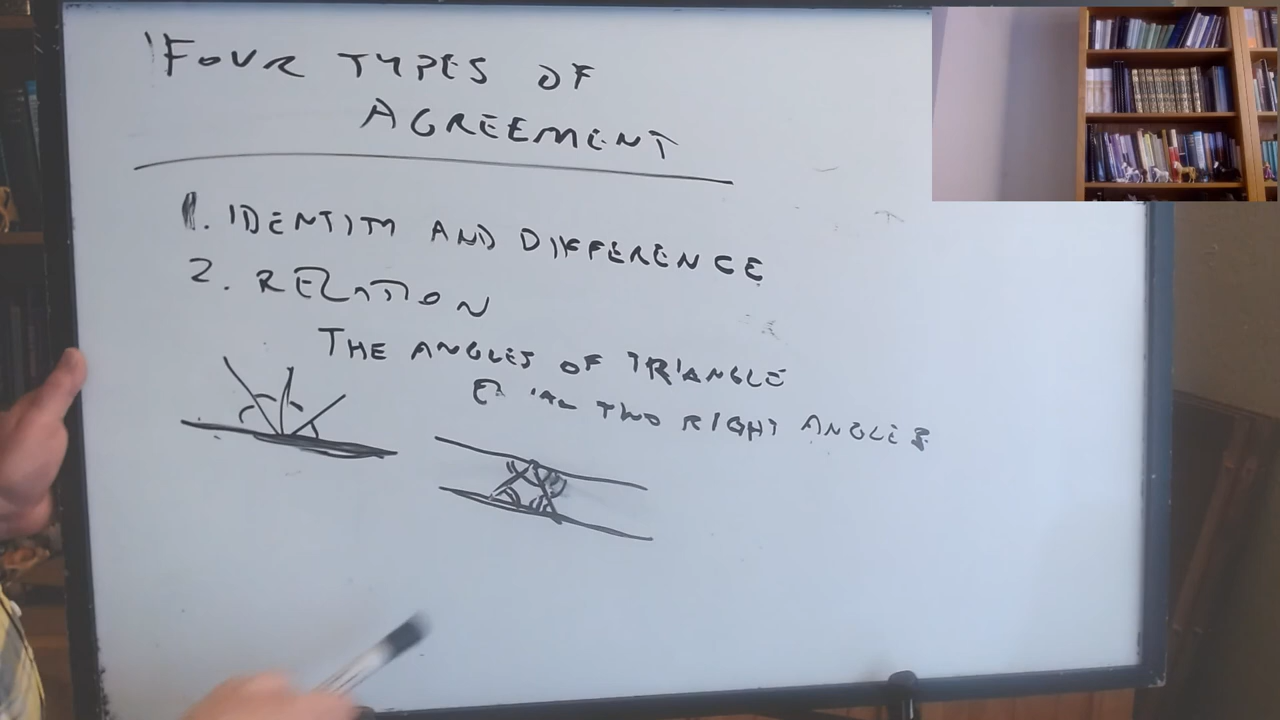 FOUR TYPES OF
AGREEMENT
1. IDENTITY AND DIFFERENCE
2. RELATION
THE ANGLES OF TRIANGLE
TWO RIGHT ANGLES